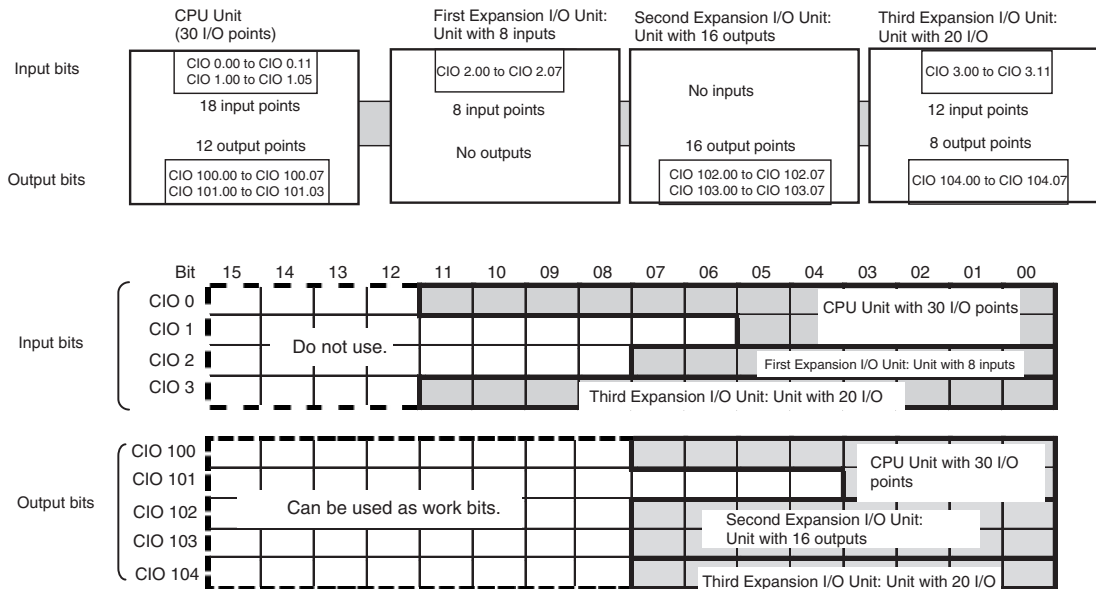 CPU Unit
(30 I/O points)
First Expansion I/O Unit:
Unit with 8 inputs
Second Expansion I/O Unit:
Unit with 16 outputs
Third Expansion I/O Unit:
Unit with 20 I/O
Input bits
CIO 0.00 to CIO 0.11
CIO 1.00 to CIO 1.05
18 input points
12 output points
CIO 100.00 to CIO 100.07
CIO 101.00 to CIO 101.03
CIO 2.00 to CIO 2.07
8 input points
No outputs
No inputs
16 output points
CIO 102.00 to CIO 102.07
CIO 103.00 to CIO 103.07
CIO 3.00 to CIO 3.11
12 input points
8 output points
CIO 104.00 to CIO 104.07
Output bits
Bit 15 14 13 12 11 10 09 08 07 06 05 04 03 02 01 00
Input bits
CIO 0
CIO 1
CIO 2
CIO 3
Do not use.
CPU Unit with 30 I/O points
First Expansion I/O Unit: Unit with 8 inputs
Third Expansion I/O Unit: Unit with 20 I/O
Output bits
CIO 100
CIO 101
CIO 102
CIO 103
CIO 104
Can be used as work bits.
CPU Unit with 30 I/O
points
Second Expansion I/O Unit:
Unit with 16 outputs
Third Expansion I/O Unit: Unit with 20 I/O